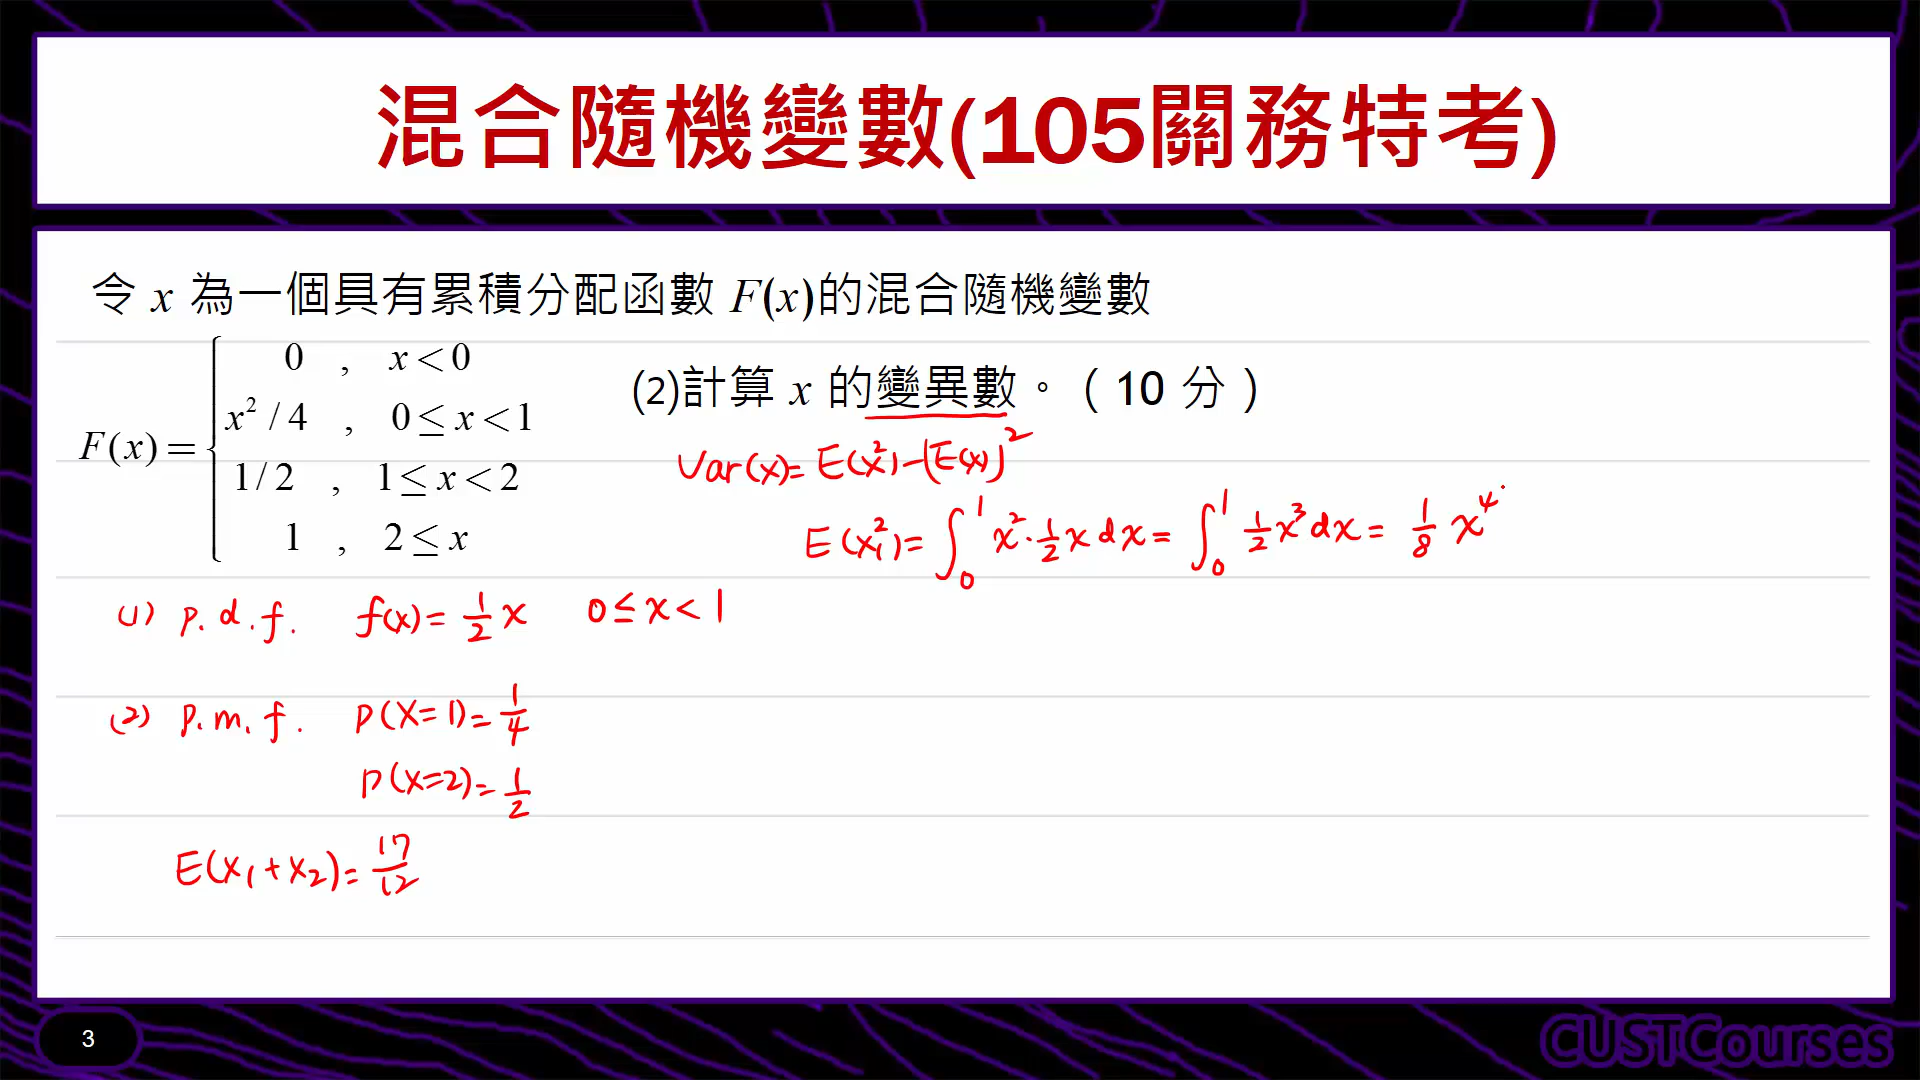 混合隨機變數(105關務特考)
令 x 為一個具有累積分配函數 F(x)的混合隨機變數
F(x) = { 0 , x < 0
x² / 4 , 0 ≤ x < 1
1 / 2 , 1 ≤ x < 2
1 , 2 ≤ x
(2)計算 x 的變異數。（10 分）
Var(x) = E(x²) - [E(x)]²
E(x₁²) = ∫₀¹ x² · 1/2 x dx = ∫₀¹ 1/2 x³ dx = 1/8 x⁴
(1) p.d.f. f(x) = 1/2 x 0 ≤ x < 1
(2) p.m.f. P(X=1) = 1/4
P(X=2) = 1/2
E(x₁+x₂) = 17/12
3
CUSTCourses